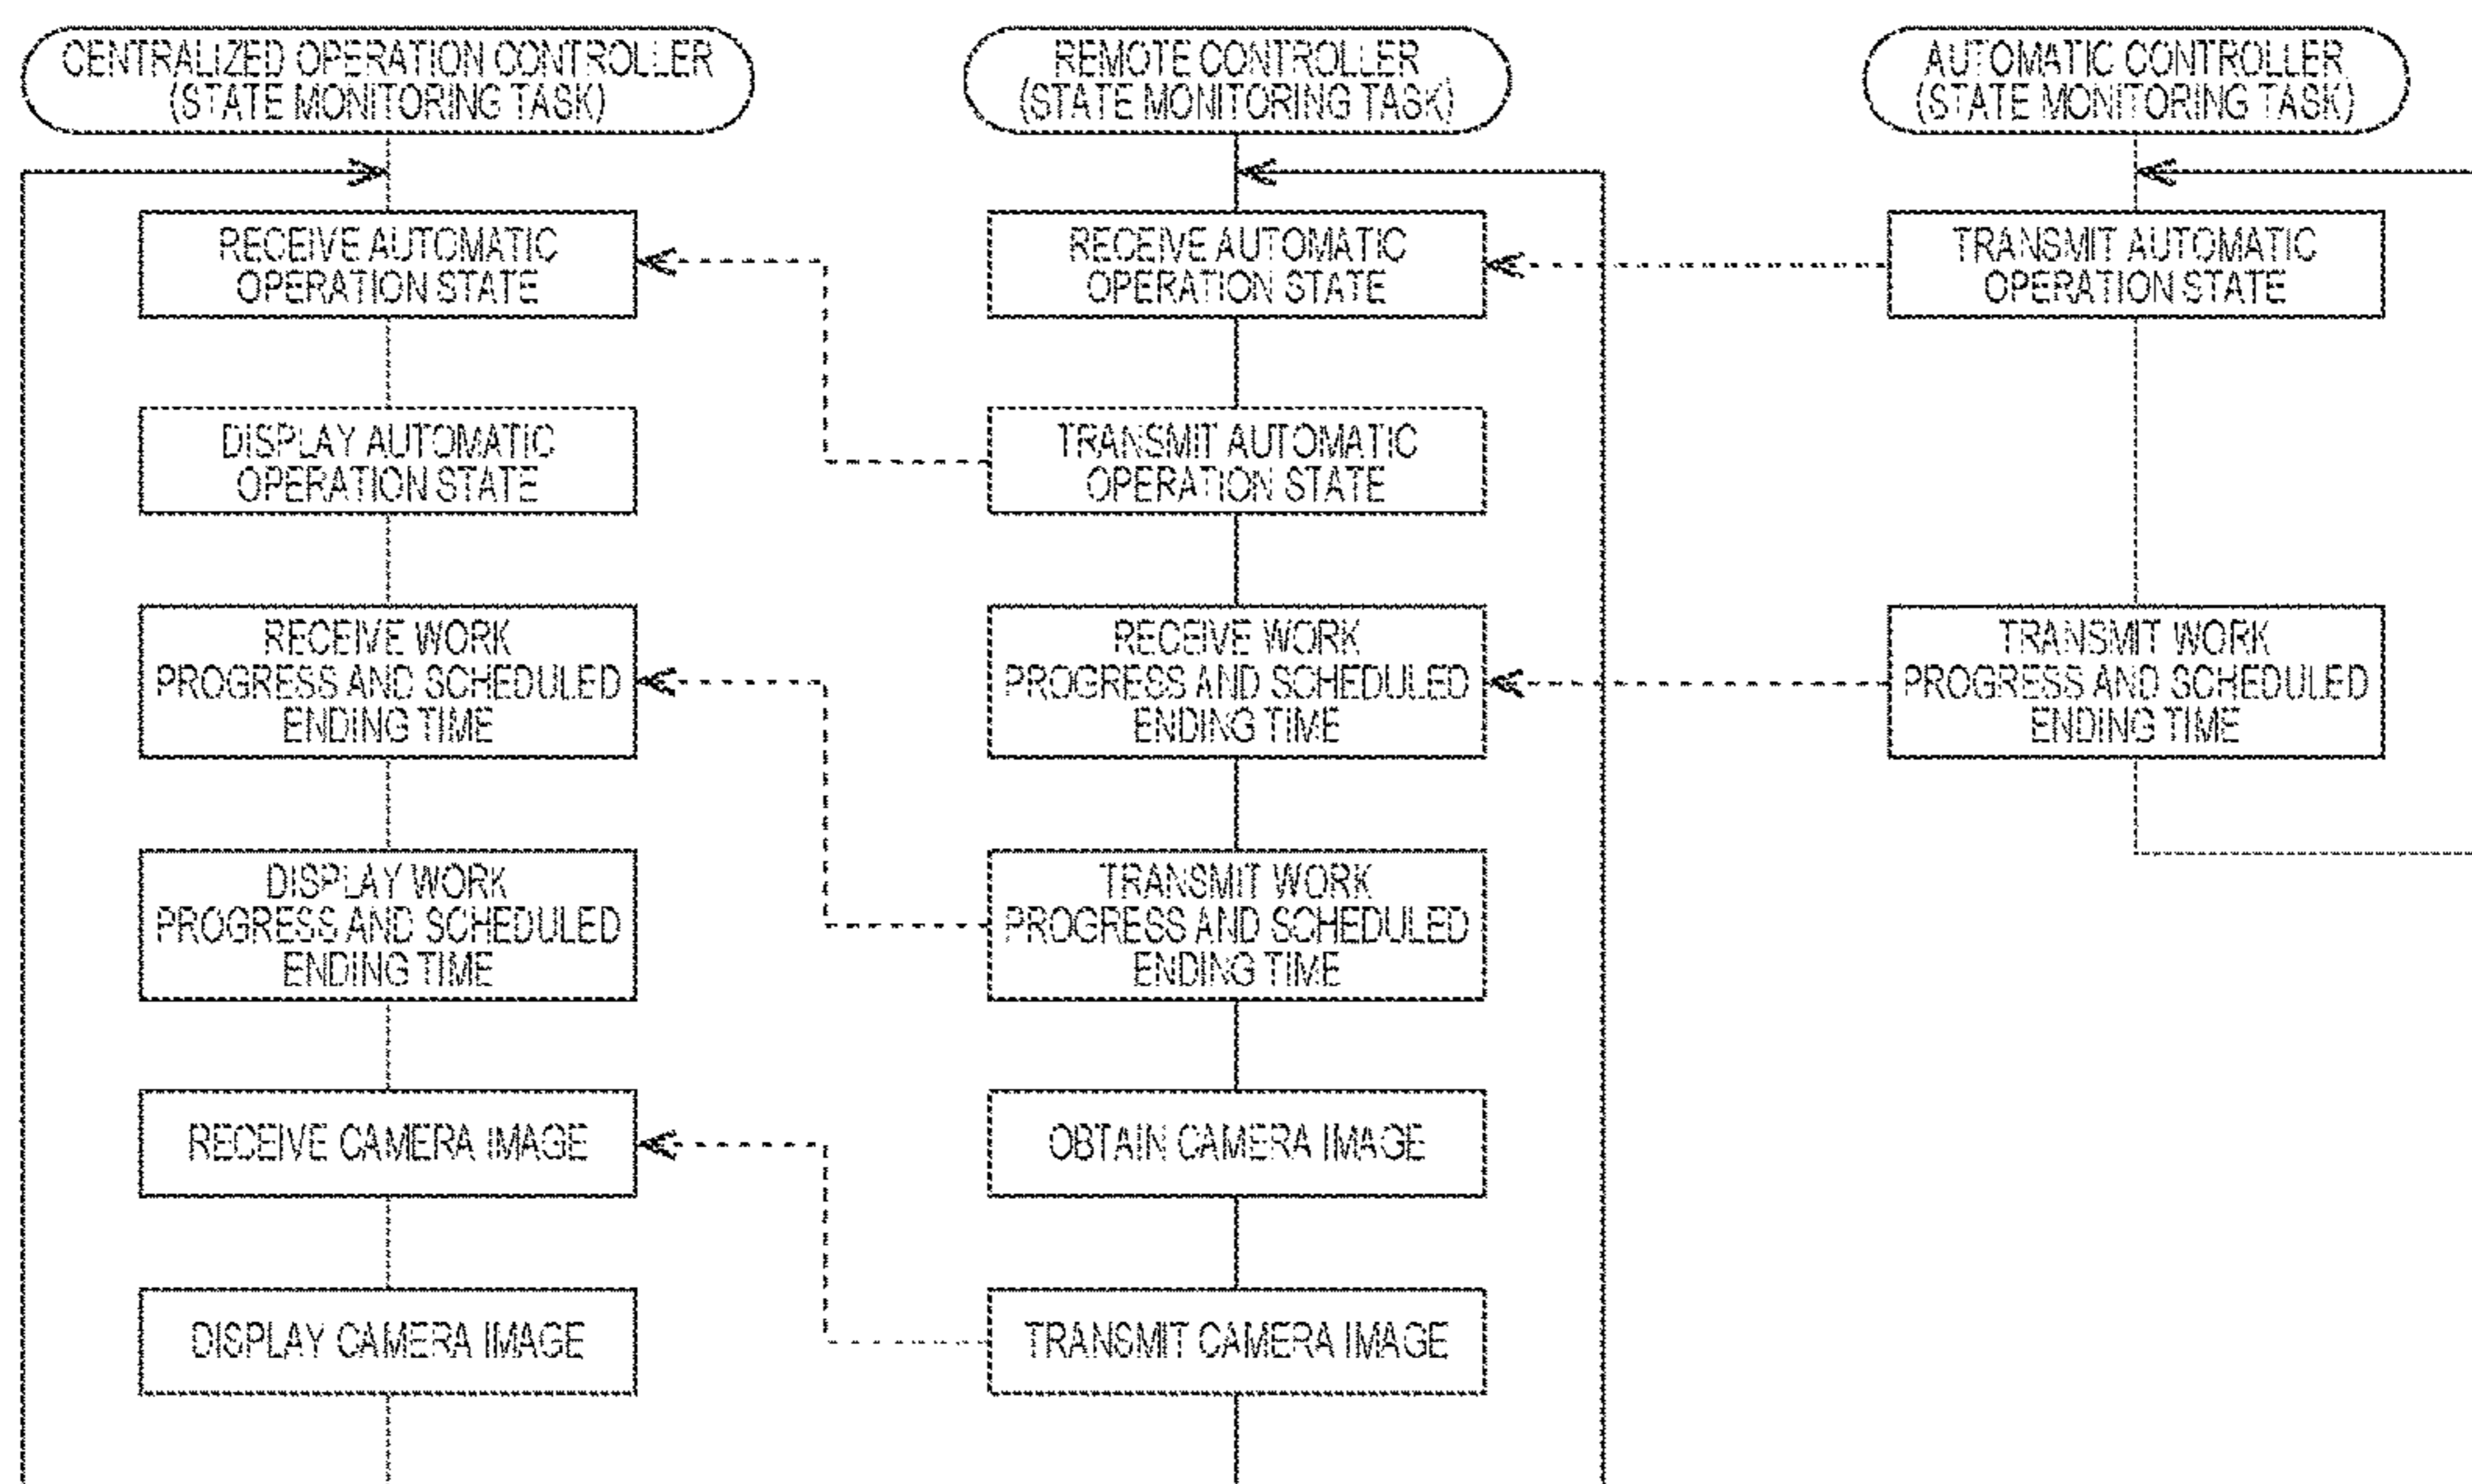 CENTRALIZED OPERATION CONTROLLER
(STATE MONITORING TASK)
REMOTE CONTROLLER
(STATE MONITORING TASK)
AUTOMATIC CONTROLLER
(STATE MONITORING TASK)
RECEIVE AUTOMATIC
OPERATION STATE
RECEIVE AUTOMATIC
OPERATION STATE
TRANSMIT AUTOMATIC
OPERATION STATE
DISPLAY AUTOMATIC
OPERATION STATE
TRANSMIT AUTOMATIC
OPERATION STATE
RECEIVE WORK
PROGRESS AND SCHEDULED
ENDING TIME
RECEIVE WORK
PROGRESS AND SCHEDULED
ENDING TIME
TRANSMIT WORK
PROGRESS AND SCHEDULED
ENDING TIME
DISPLAY WORK
PROGRESS AND SCHEDULED
ENDING TIME
TRANSMIT WORK
PROGRESS AND SCHEDULED
ENDING TIME
RECEIVE CAMERA IMAGE
OBTAIN CAMERA IMAGE
DISPLAY CAMERA IMAGE
TRANSMIT CAMERA IMAGE